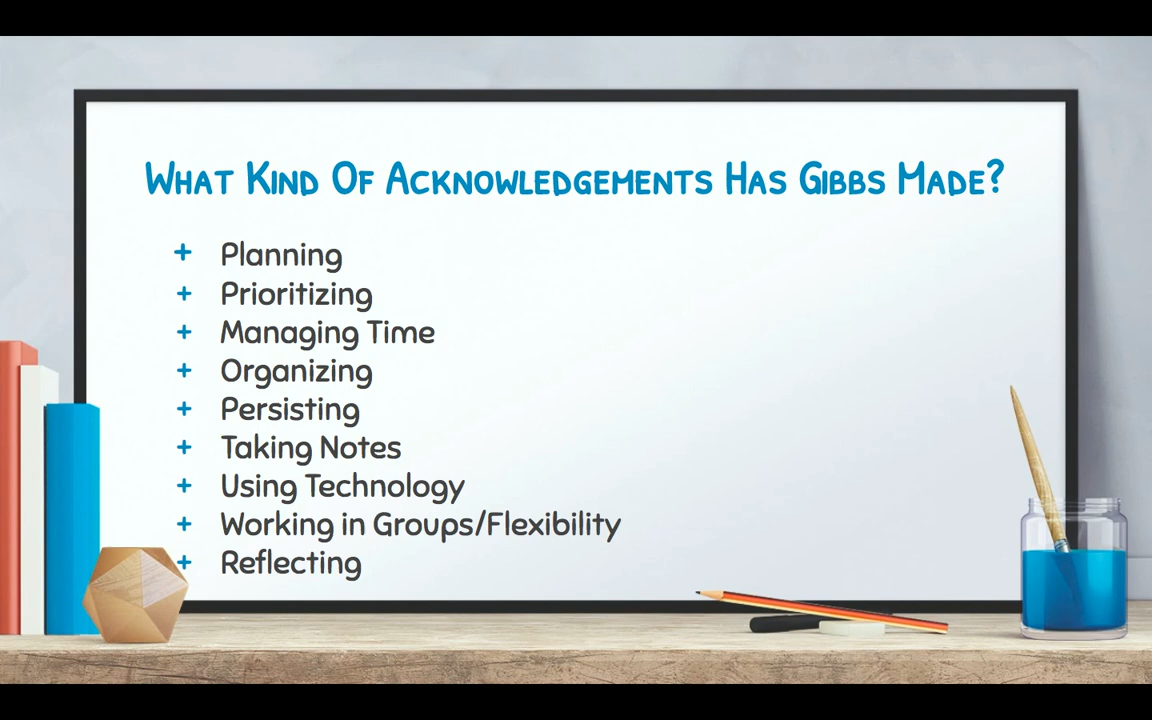 What Kind Of Acknowledgements Has Gibbs Made?
+ Planning
+ Prioritizing
+ Managing Time
+ Organizing
+ Persisting
+ Taking Notes
+ Using Technology
+ Working in Groups/Flexibility
+ Reflecting